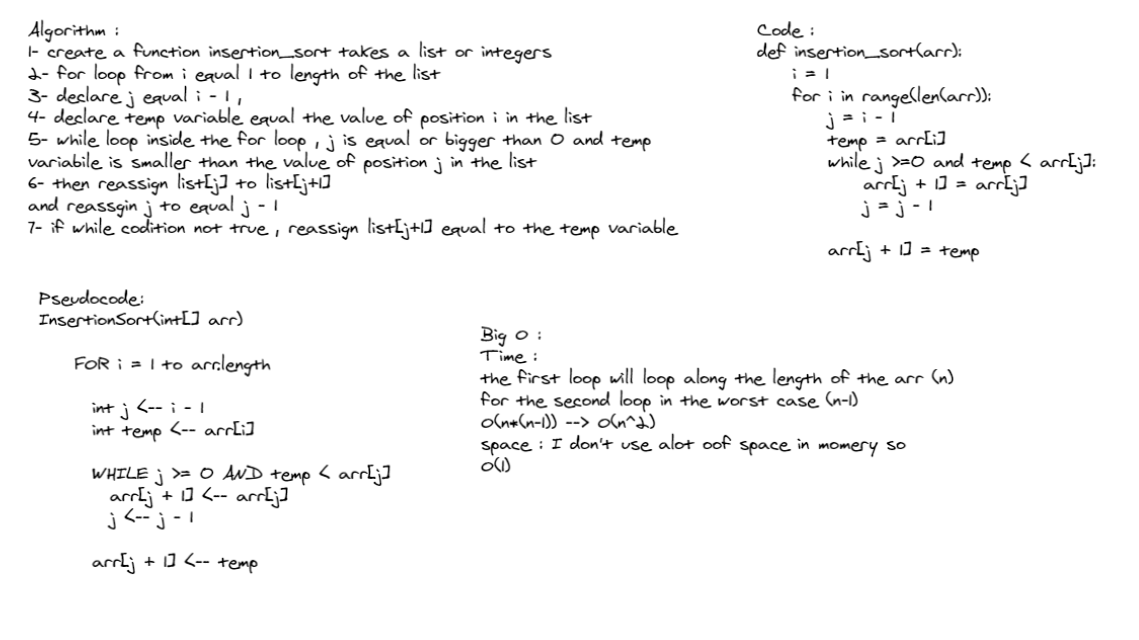 Algorithm :
1- create a function insertion_sort takes a list or integers
2- for loop from i equal 1 to length of the list
3- declare j equal i - 1 ,
4- declare temp variable equal the value of position i in the list
5- while loop inside the for loop , j is equal or bigger than 0 and temp
variabile is smaller than the value of position j in the list
6- then reassign list[j] to list[j+1]
and reassgin j to equal j - 1
7- if while codition not true , reassign list[j+1] equal to the temp variable
Code :
def insertion_sort(arr):
i = 1
for i in range(len(arr)):
j = i - 1
temp = arr[i]
while j >=0 and temp < arr[j]:
arr[j + 1] = arr[j]
j = j - 1
arr[j + 1] = temp
Pseudocode:
InsertionSort(int[] arr)
FOR i = 1 to arr.length
int j <-- i - 1
int temp <-- arr[i]
WHILE j >= 0 AND temp < arr[j]
arr[j + 1] <-- arr[j]
j <-- j - 1
arr[j + 1] <-- temp
Big O :
Time :
the first loop will loop along the length of the arr (n)
for the second loop in the worst case (n-1)
O(n*(n-1)) --> O(n^2)
space : I don't use alot oof space in momery so
O(1)